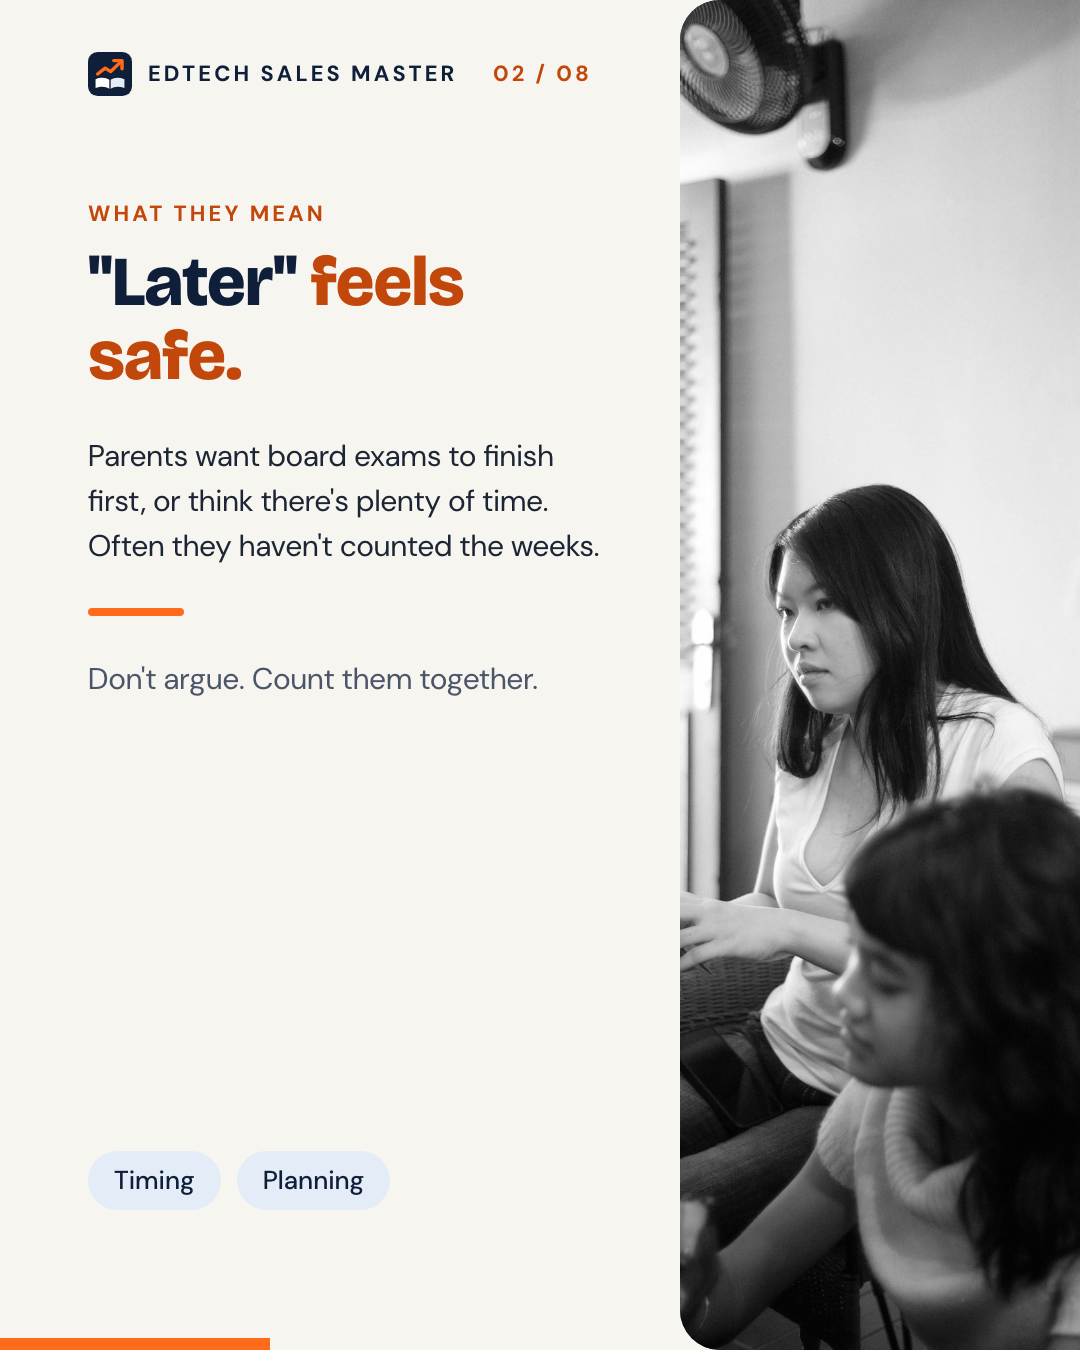 EDTECH SALES MASTER 02 / 08
WHAT THEY MEAN
"Later" feels
safe.
Parents want board exams to finish
first, or think there's plenty of time.
Often they haven't counted the weeks.
Don't argue. Count them together.
Timing Planning